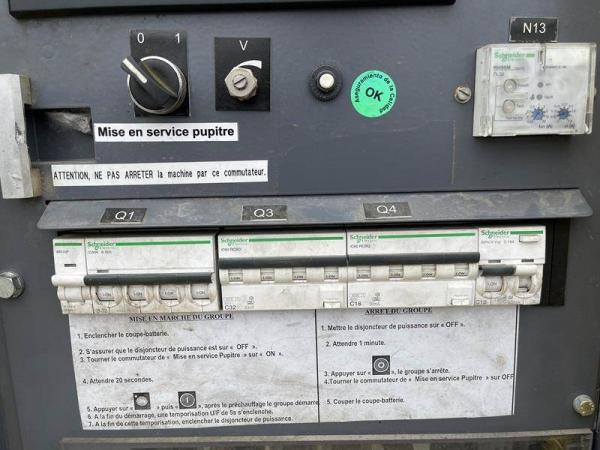 0 1
V
N13
Aseguramiento de la Calidad
OK
Schneider
Mise en service pupitre
ATTENTION, NE PAS ARRETER la machine par ce commutateur.
Q1
Q3
Q4
Schneider
Schneider
Schneider
Schneider
C32
C16
MISE EN MARCHE DU GROUPE
1. Enclencher le coupe-batterie.
2. S'assurer que le disjoncteur de puissance est sur « OFF ».
3. Tourner le commutateur de « Mise en service Pupitre » sur « ON ».
4. Attendre 20 secondes.
5. Appuyer sur « » puis « », après le préchauffage le groupe démarre.
6. A la fin du démarrage, une temporisation U/F de 5s s'enclenche.
7. A la fin de cette temporisation, enclencher le disjoncteur de puissance.
ARRET DU GROUPE
1. Mettre le disjoncteur de puissance sur « OFF ».
2. Attendre 1 minute.
3. Appuyer sur « », le groupe s'arrête.
4.Tourner le commutateur de « Mise en service Pupitre » sur OFF
5. Couper le coupe-batterie.